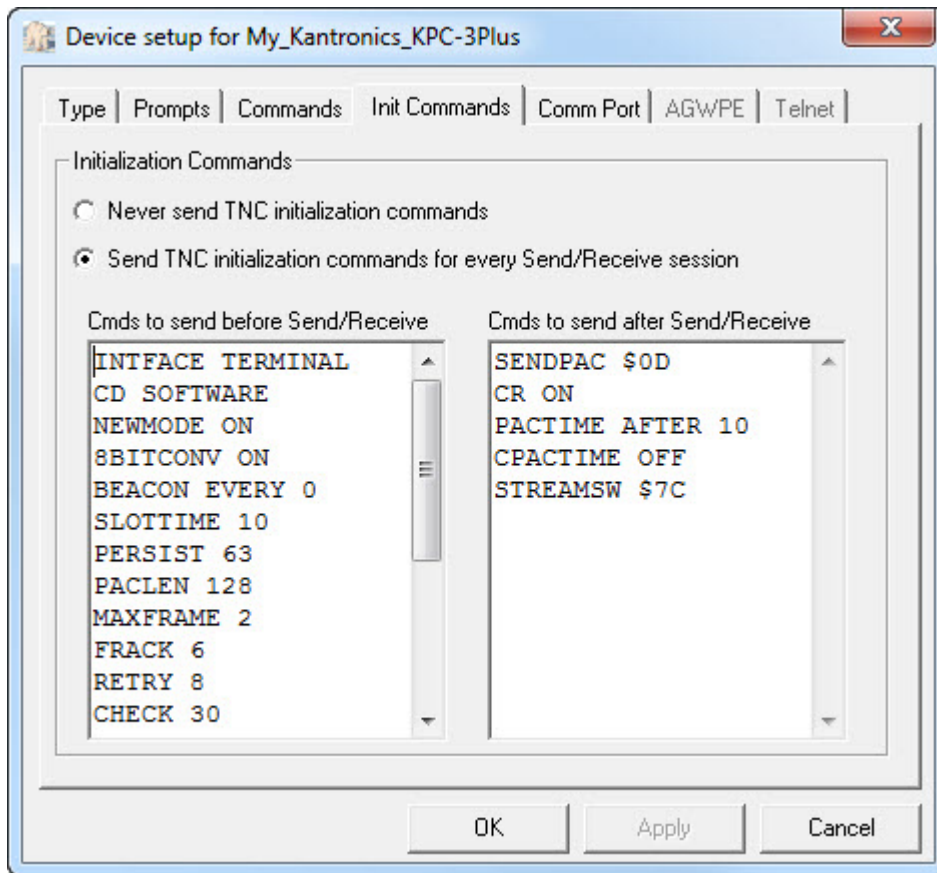 Device setup for My_Kantronics_KPC-3Plus
Type Prompts Commands Init Commands Comm Port AGWPE Telnet
Initialization Commands
Never send TNC initialization commands
Send TNC initialization commands for every Send/Receive session
Cmds to send before Send/Receive
INTFACE TERMINAL
CD SOFTWARE
NEWMODE ON
8BITCONV ON
BEACON EVERY 0
SLOTTIME 10
PERSIST 63
PACLEN 128
MAXFRAME 2
FRACK 6
RETRY 8
CHECK 30
Cmds to send after Send/Receive
SENDPAC $0D
CR ON
PACTIME AFTER 10
CPACTIME OFF
STREAMSW $7C
OK Apply Cancel